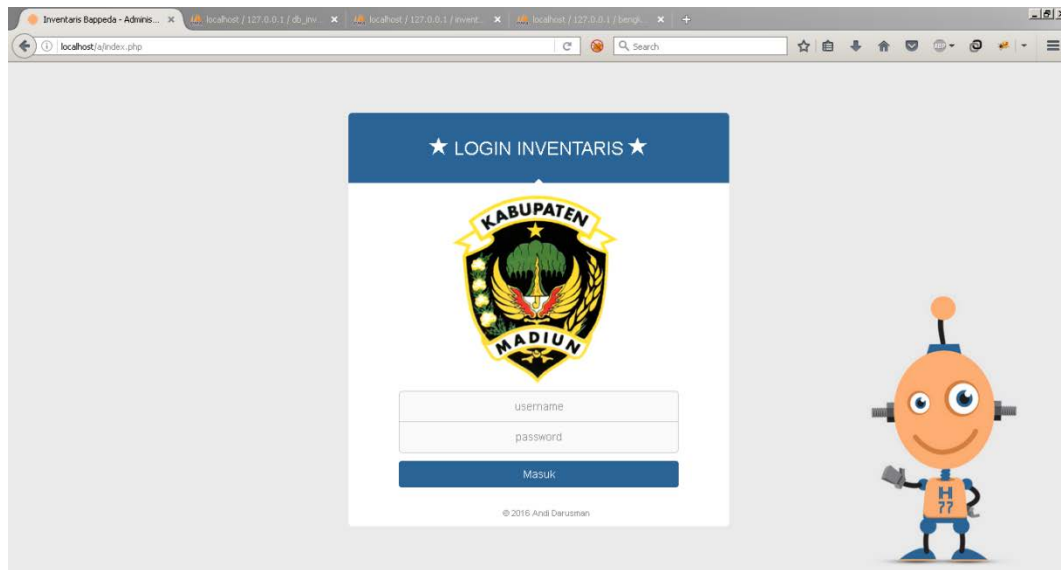 Inventaris Bappeda - Adminis...
localhost / 127.0.0.1 / db_inv...
localhost / 127.0.0.1 / invent...
localhost / 127.0.0.1 / bengk...
localhost/a/index.php
Search
★ LOGIN INVENTARIS ★
KABUPATEN
MADIUN
username
password
Masuk
© 2016 Andi Darusman
H
77